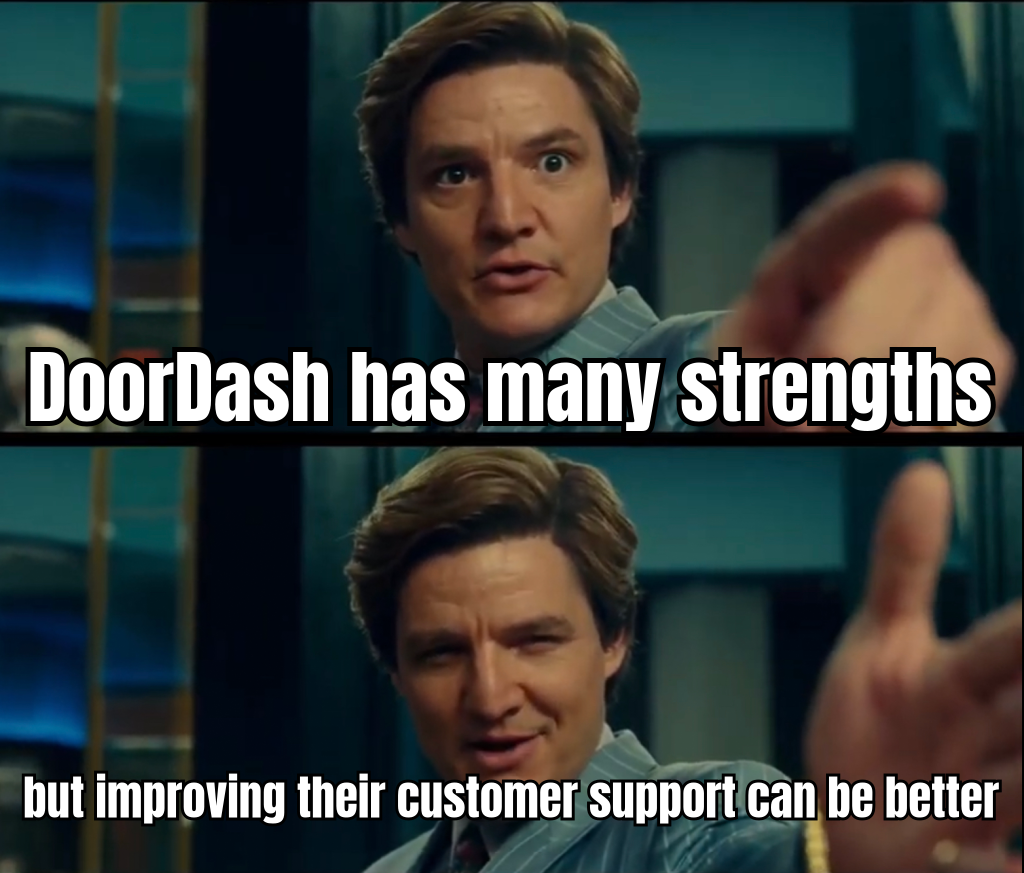 DoorDash has many strengths
but improving their customer support can be better